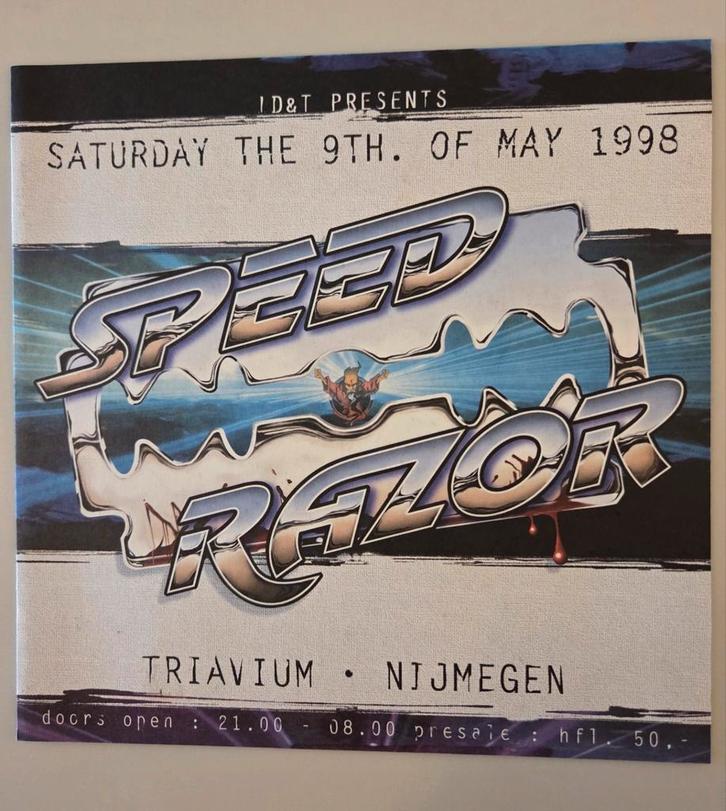 ID&T PRESENTS
SATURDAY THE 9TH. OF MAY 1998
SPEED
RAZOR
TRIAVIUM • NIJMEGEN
doors open : 21.00 - 08.00 presale : hfl. 50,-